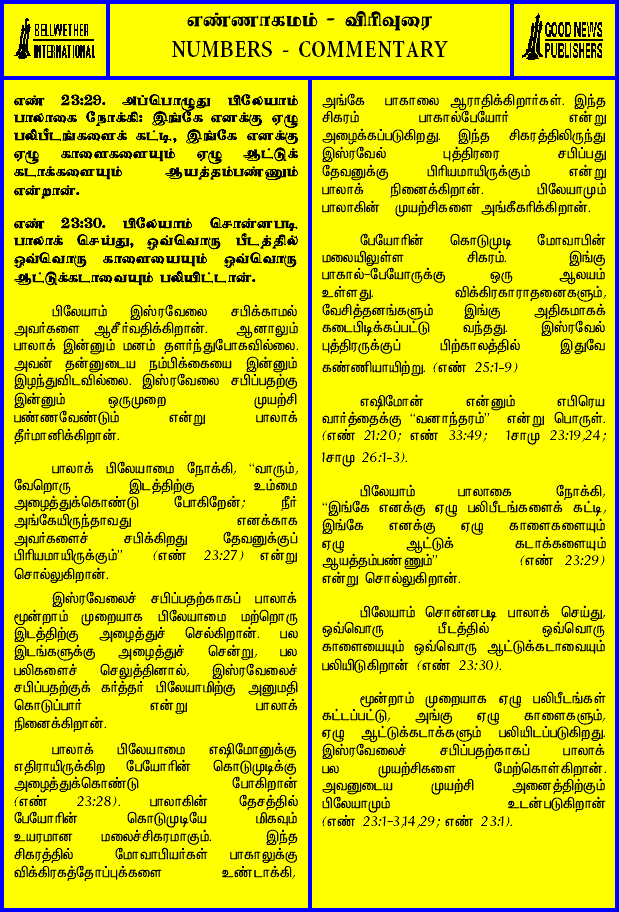 BELLWETHER
INTERNATIONAL
எண்ணாகமம் - விரிவுரை
NUMBERS - COMMENTARY
GOOD NEWS
PUBLISHERS
எண் 23:29. அப்பொழுது பிலேயாம்
பாலாகை நோக்கி: இங்கே எனக்கு ஏழு
பலிபீடங்களைக் கட்டி, இங்கே எனக்கு
ஏழு காளைகளையும் ஏழு ஆட்டுக்
கடாக்களையும் ஆயத்தம்பண்ணும்
என்றான்.
எண் 23:30. பிலேயாம் சொன்னபடி
பாலாக் செய்து, ஒவ்வொரு பீடத்தில்
ஒவ்வொரு காளையையும் ஒவ்வொரு
ஆட்டுக்கடாவையும் பலியிட்டான்.
பிலேயாம் இஸ்ரவேலை சபிக்காமல்
அவர்களை ஆசீர்வதிக்கிறான். ஆனாலும்
பாலாக் இன்னும் மனம் தளர்ந்துபோகவில்லை.
அவன் தன்னுடைய நம்பிக்கையை இன்னும்
இழந்துவிடவில்லை. இஸ்ரவேலை சபிப்பதற்கு
இன்னும் ஒருமுறை முயற்சி
பண்ணவேண்டும் என்று பாலாக்
தீர்மானிக்கிறான்.
பாலாக் பிலேயாமை நோக்கி, “வாரும்,
வேறொரு இடத்திற்கு உம்மை
அழைத்துக்கொண்டு போகிறேன்; நீர்
அங்கேயிருந்தாவது எனக்காக
அவர்களைச் சபிக்கிறது தேவனுக்குப்
பிரியமாயிருக்கும்” (எண் 23:27) என்று
சொல்லுகிறான்.
இஸ்ரவேலைச் சபிப்பதற்காகப் பாலாக்
மூன்றாம் முறையாக பிலேயாமை மற்றொரு
இடத்திற்கு அழைத்துச் செல்கிறான். பல
இடங்களுக்கு அழைத்துச் சென்று, பல
பலிகளைச் செலுத்தினால், இஸ்ரவேலைச்
சபிப்பதற்குக் கர்த்தர் பிலேயாமிற்கு அனுமதி
கொடுப்பார் என்று பாலாக்
நினைக்கிறான்.
பாலாக் பிலேயாமை எஷிமோனுக்கு
எதிராயிருக்கிற பேயோரின் கொடுமுடிக்கு
அழைத்துக்கொண்டு போகிறான்
(எண் 23:28). பாலாகின் தேசத்தில்
பேயோரின் கொடுமுடியே மிகவும்
உயரமான மலைச்சிகரமாகும். இந்த
சிகரத்தில் மோவாபியர்கள் பாகாலுக்கு
விக்கிரகத்தோப்புக்களை உண்டாக்கி,
அங்கே பாகாலை ஆராதிக்கிறார்கள். இந்த
சிகரம் பாகால்பேயோர் என்று
அழைக்கப்படுகிறது. இந்த சிகரத்திலிருந்து
இஸ்ரவேல் புத்திரரை சபிப்பது
தேவனுக்கு பிரியமாயிருக்கும் என்று
பாலாக் நினைக்கிறான். பிலேயாமும்
பாலாகின் முயற்சிகளை அங்கீகரிக்கிறான்.
பேயோரின் கொடுமுடி மோவாபின்
மலையிலுள்ள சிகரம். இங்கு
பாகால்-பேயோருக்கு ஒரு ஆலயம்
உள்ளது. விக்கிரகாராதனைகளும்,
வேசித்தனங்களும் இங்கு அதிகமாகக்
கடைபிடிக்கப்பட்டு வந்தது. இஸ்ரவேல்
புத்திரருக்குப் பிற்காலத்தில் இதுவே
கண்ணியாயிற்று. (எண் 25:1-9)
எஷிமோன் என்னும் எபிரெய
வார்த்தைக்கு “வனாந்தரம்” என்று பொருள்.
(எண் 21:20; எண் 33:49; 1சாமு 23:19,24;
1சாமு 26:1-3).
பிலேயாம் பாலாகை நோக்கி,
“இங்கே எனக்கு ஏழு பலிபீடங்களைக் கட்டி,
இங்கே எனக்கு ஏழு காளைகளையும்
ஏழு ஆட்டுக் கடாக்களையும்
ஆயத்தம்பண்ணும்” (எண் 23:29)
என்று சொல்லுகிறான்.
பிலேயாம் சொன்னபடி பாலாக் செய்து,
ஒவ்வொரு பீடத்தில் ஒவ்வொரு
காளையையும் ஒவ்வொரு ஆட்டுக்கடாவையும்
பலியிடுகிறான் (எண் 23:30).
மூன்றாம் முறையாக ஏழு பலிபீடங்கள்
கட்டப்பட்டு, அங்கு ஏழு காளைகளும்,
ஏழு ஆட்டுக்கடாக்களும் பலியிடப்படுகிறது.
இஸ்ரவேலைச் சபிப்பதற்காகப் பாலாக்
பல முயற்சிகளை மேற்கொள்கிறான்.
அவனுடைய முயற்சி அனைத்திற்கும்
பிலேயாமும் உடன்படுகிறான்
(எண் 23:1-3,14,29; எண் 23:1).